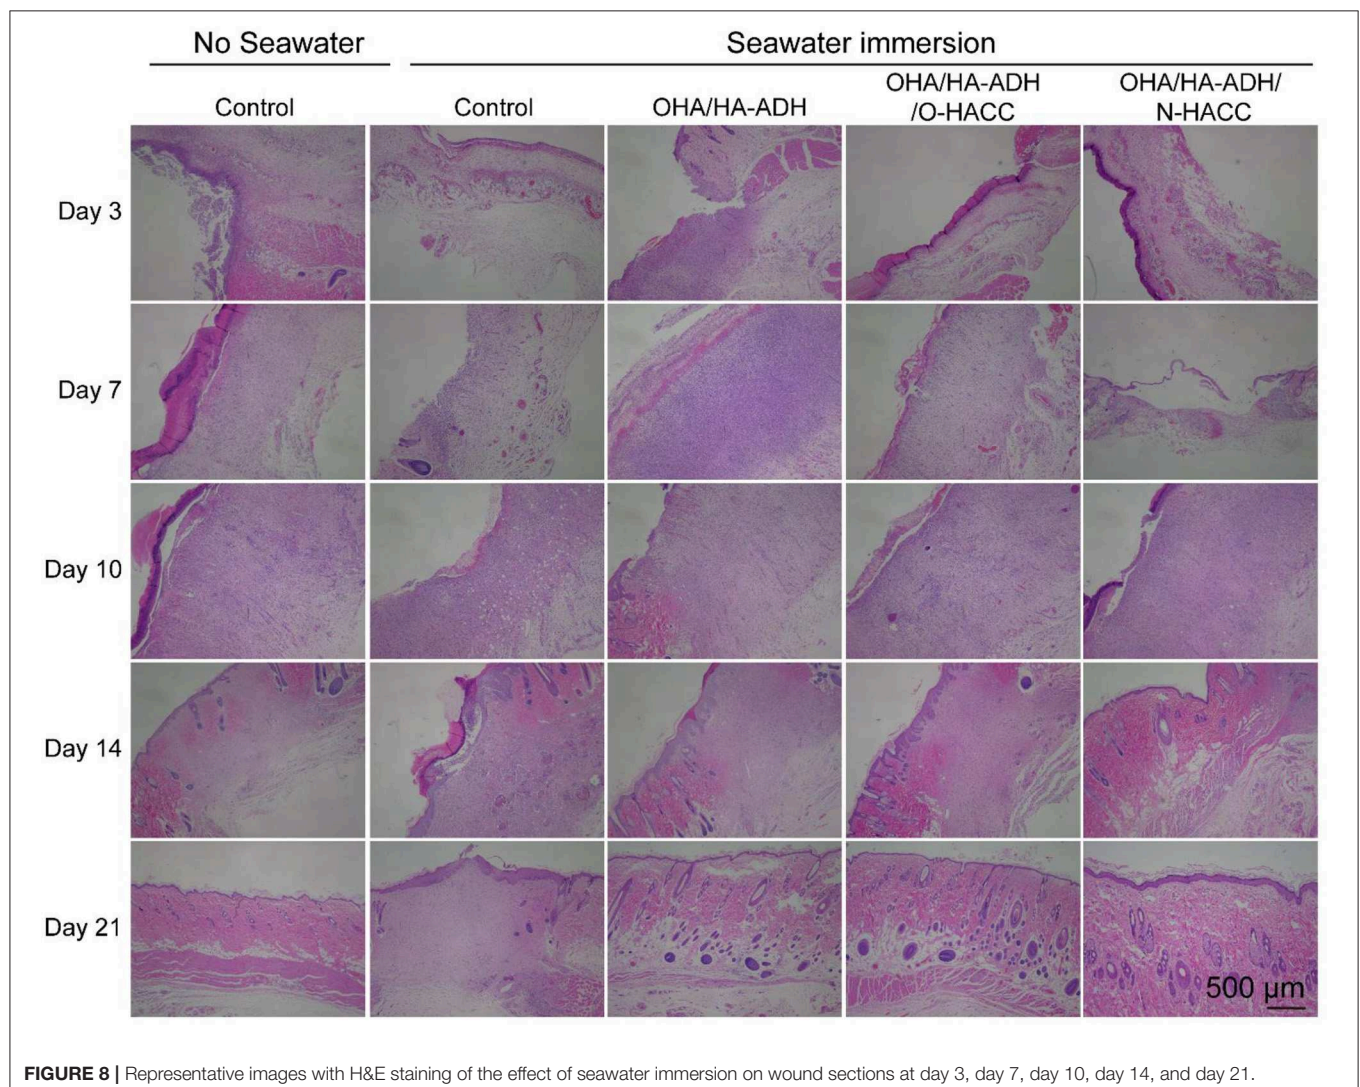 No Seawater
Seawater immersion
Control
Control
OHA/HA-ADH
OHA/HA-ADH
/O-HACC
OHA/HA-ADH/
N-HACC
Day 3
Day 7
Day 10
Day 14
Day 21
500 µm
FIGURE 8 | Representative images with H&E staining of the effect of seawater immersion on wound sections at day 3, day 7, day 10, day 14, and day 21.